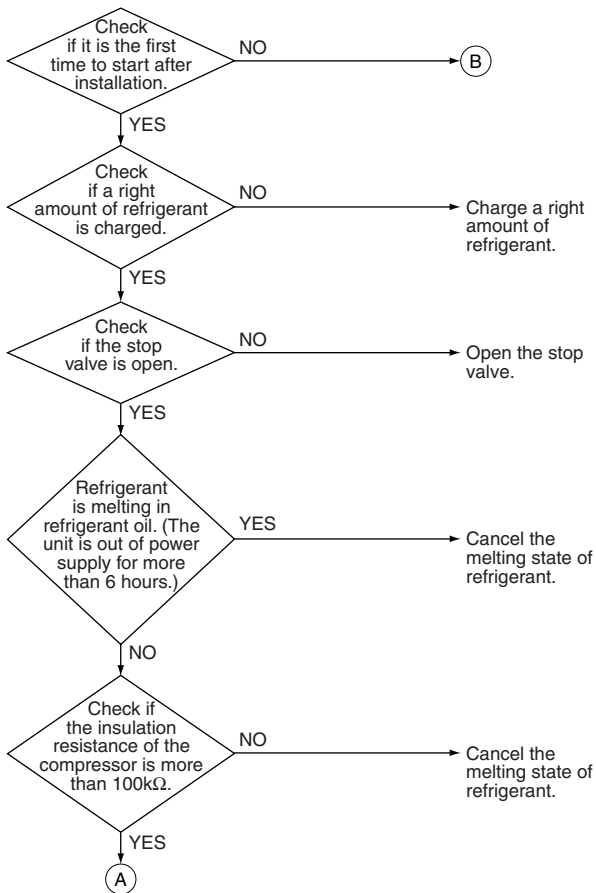 Check
if it is the first
time to start after
installation.
NO
B
YES
Check
if a right
amount of refrigerant
is charged.
NO
Charge a right
amount of
refrigerant.
YES
Check
if the stop
valve is open.
NO
Open the stop
valve.
YES
Refrigerant
is melting in
refrigerant oil. (The
unit is out of power
supply for more
than 6 hours.)
YES
Cancel the
melting state of
refrigerant.
NO
Check if
the insulation
resistance of the
compressor is more
than 100kΩ.
NO
Cancel the
melting state of
refrigerant.
YES
A